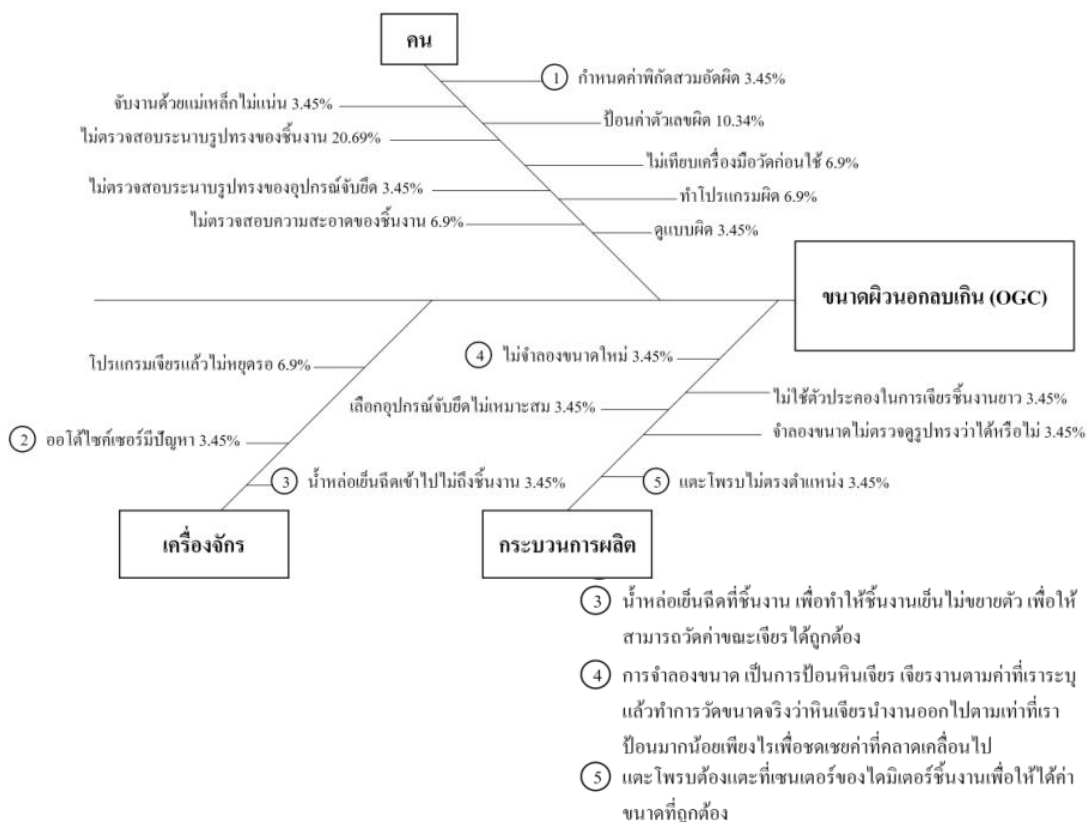 คน
① กำหนดค่าพิกัดสวมอัดผิด 3.45%
จับงานด้วยแม่เหล็กไม่แน่น 3.45%
ป้อนค่าตัวเลขผิด 10.34%
ไม่ตรวจสอบระนาบรูปทรงของชิ้นงาน 20.69%
ไม่เทียบเครื่องมือวัดก่อนใช้ 6.9%
ไม่ตรวจสอบระนาบรูปทรงของอุปกรณ์จับยึด 3.45%
ทำโปรแกรมผิด 6.9%
ไม่ตรวจสอบความสะอาดของชิ้นงาน 6.9%
ดูแบบผิด 3.45%
ขนาดผิวนอกลบเกิน (OGC)
โปรแกรมเจียรแล้วไม่หยุดรอ 6.9%
④ ไม่จำลองขนาดใหม่ 3.45%
ไม่ใช้ตัวประคองในการเจียรชิ้นงานยาว 3.45%
เลือกอุปกรณ์จับยึดไม่เหมาะสม 3.45%
จำลองขนาดไม่ตรวจดูรูปทรงว่าได้หรือไม่ 3.45%
② ออโต้ไซค์เซอร์มีปัญหา 3.45%
③ น้ำหล่อเย็นฉีดเข้าไปไม่ถึงชิ้นงาน 3.45%
⑤ แตะโพรบไม่ตรงตำแหน่ง 3.45%
เครื่องจักร
กระบวนการผลิต
③ น้ำหล่อเย็นฉีดที่ชิ้นงาน เพื่อทำให้ชิ้นงานเย็นไม่ขยายตัว เพื่อให้
สามารถวัดค่าขณะเจียรได้ถูกต้อง
④ การจำลองขนาด เป็นการป้อนหินเจียร เจียรงานตามค่าที่เราระบุ
แล้วทำการวัดขนาดจริงว่าหินเจียรนำงานออกไปตามเท่าที่เรา
ป้อนมากน้อยเพียงไรเพื่อชดเชยค่าที่คลาดเคลื่อนไป
⑤ แตะโพรบต้องแตะที่เซนเตอร์ของไดมิเตอร์ชิ้นงานเพื่อให้ได้ค่า
ขนาดที่ถูกต้อง